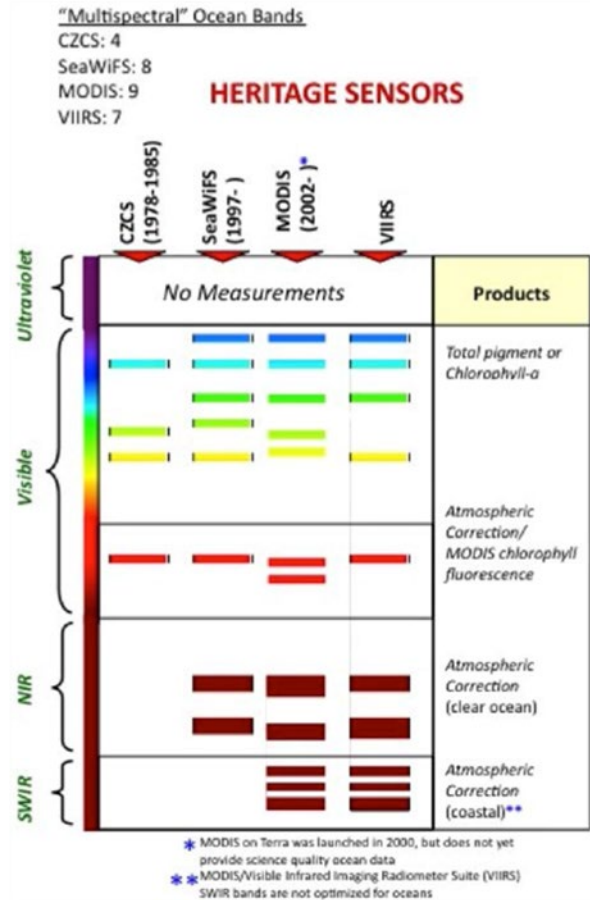 “Multispectral” Ocean Bands
CZCS: 4
SeaWiFS: 8
MODIS: 9
VIIRS: 7
HERITAGE SENSORS
CZCS
(1978-1985)
SeaWiFS
(1997- )
MODIS *
(2002- )
VIIRS
Ultraviolet
No Measurements
Products
Visible
Total pigment or
Chlorophyll-a
Atmospheric
Correction/
MODIS chlorophyll
fluorescence
NIR
Atmospheric
Correction
(clear ocean)
SWIR
Atmospheric
Correction
(coastal)**
* MODIS on Terra was launched in 2000, but does not yet
provide science quality ocean data
** MODIS/Visible Infrared Imaging Radiometer Suite (VIIRS)
SWIR bands are not optimized for oceans